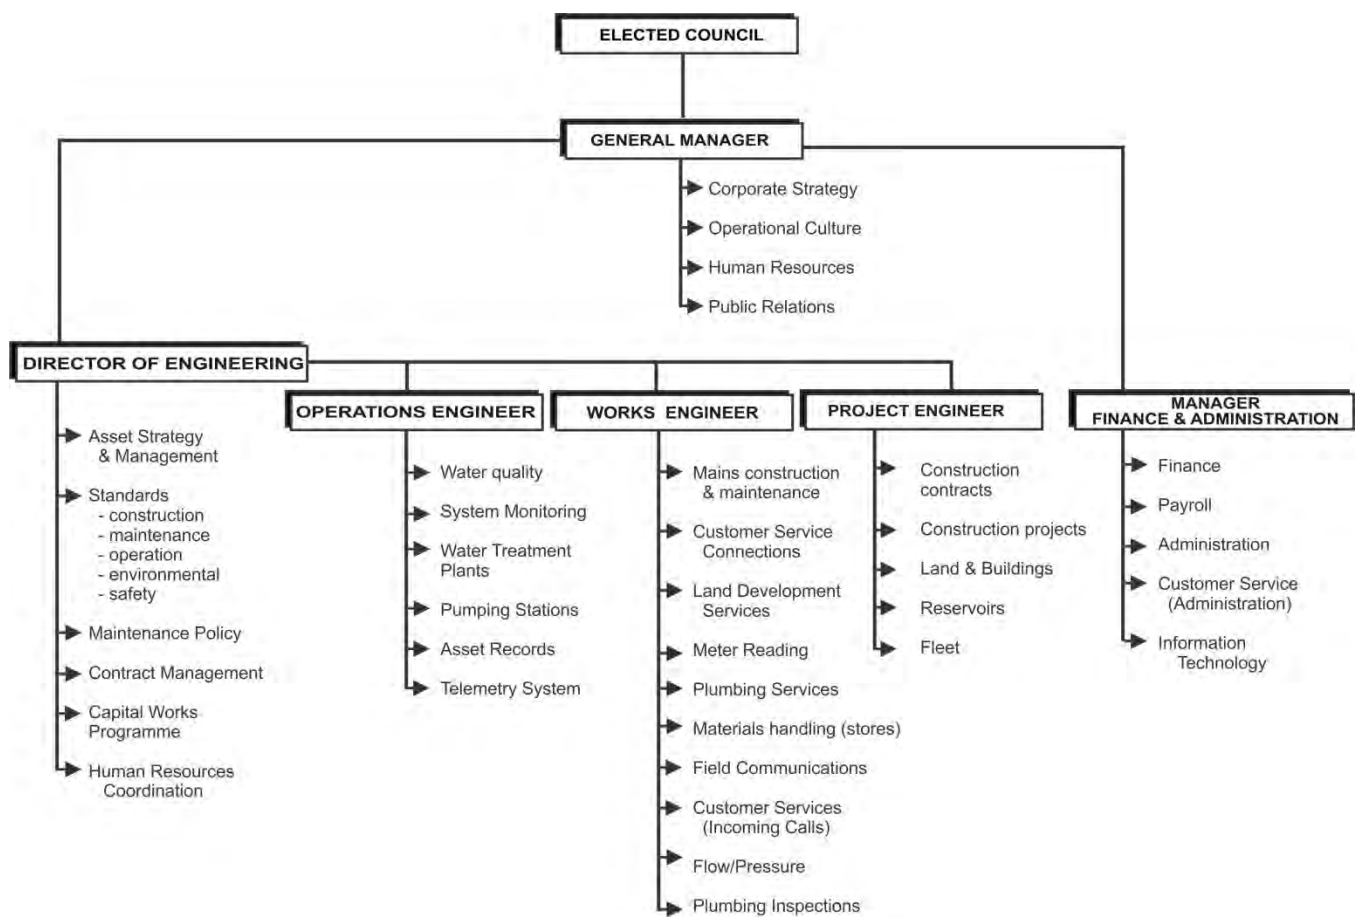 ELECTED COUNCIL
GENERAL MANAGER
Corporate Strategy
Operational Culture
Human Resources
Public Relations
DIRECTOR OF ENGINEERING
Asset Strategy
& Management
Standards
- construction
- maintenance
- operation
- environmental
- safety
Maintenance Policy
Contract Management
Capital Works
Programme
Human Resources
Coordination
OPERATIONS ENGINEER
Water quality
System Monitoring
Water Treatment
Plants
Pumping Stations
Asset Records
Telemetry System
WORKS ENGINEER
Mains construction
& maintenance
Customer Service
Connections
Land Development
Services
Meter Reading
Plumbing Services
Materials handling (stores)
Field Communications
Customer Services
(Incoming Calls)
Flow/Pressure
Plumbing Inspections
PROJECT ENGINEER
Construction
contracts
Construction projects
Land & Buildings
Reservoirs
Fleet
MANAGER
FINANCE & ADMINISTRATION
Finance
Payroll
Administration
Customer Service
(Administration)
Information
Technology